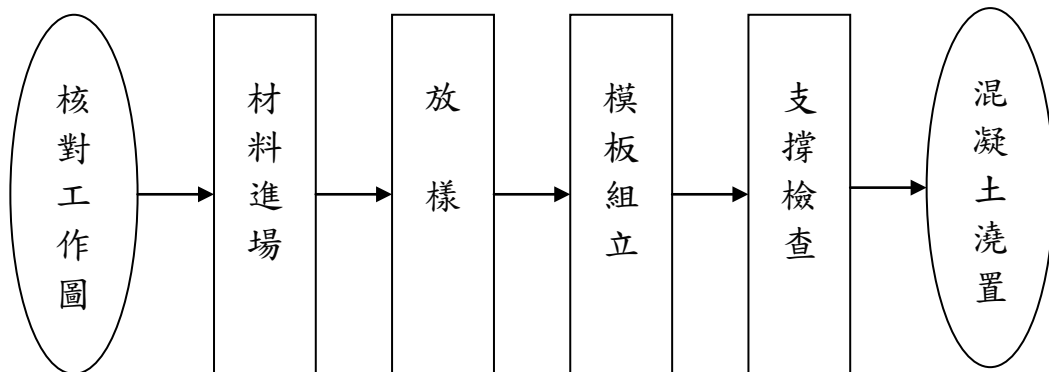 核對工作圖
材料進場
放樣
模板組立
支撐檢查
混凝土澆置